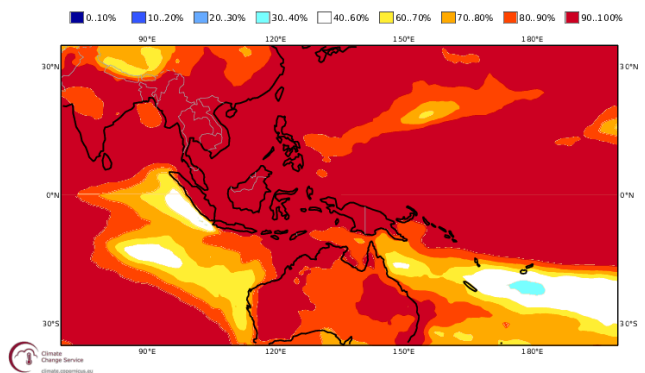 0..10% 10..20% 20..30% 30..40% 40..60% 60..70% 70..80% 80..90% 90..100%
90°E 120°E 150°E 180°E
30°N 30°N
0°N 0°N
30°S 30°S
90°E 120°E 150°E 180°E
Climate
Change Service
climate.copernicus.eu